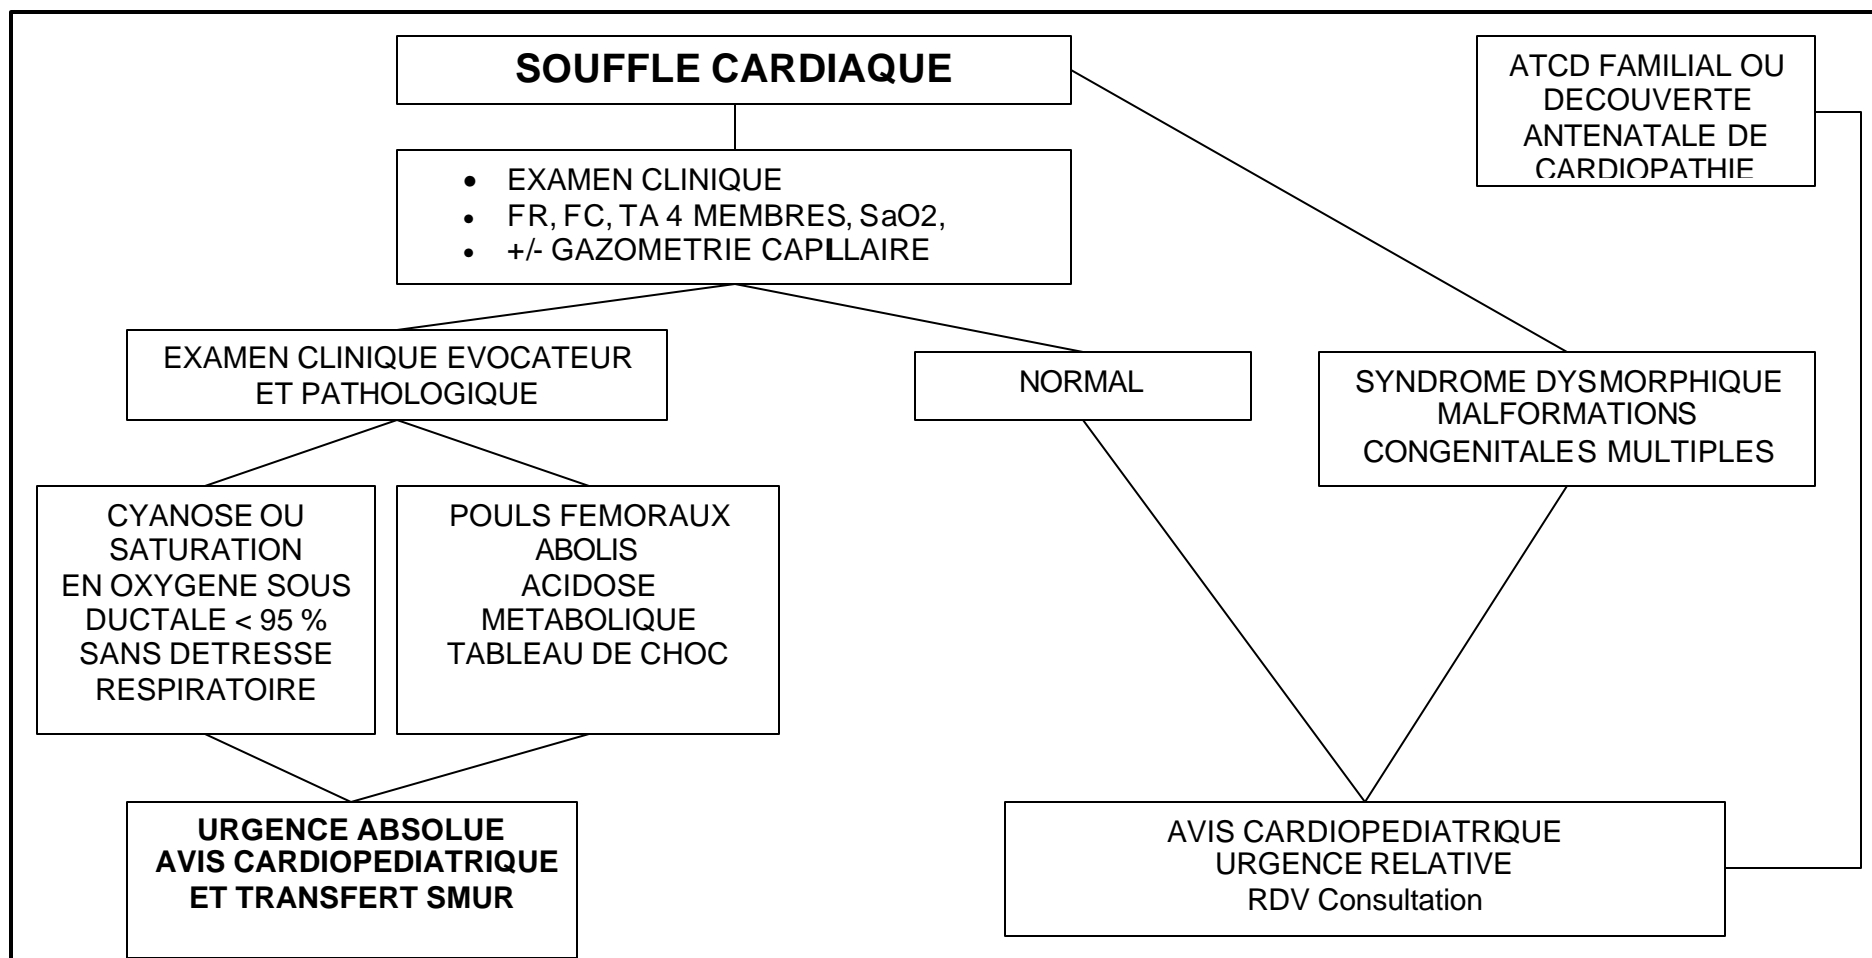 SOUFFLE CARDIAQUE
ATCD FAMILIAL OU
DECOUVERTE
ANTENATALE DE
CARDIOPATHIE
• EXAMEN CLINIQUE
• FR, FC, TA 4 MEMBRES, SaO2,
• +/- GAZOMETRIE CAPILLAIRE
EXAMEN CLINIQUE EVOCATEUR
ET PATHOLOGIQUE
NORMAL
SYNDROME DYSMORPHIQUE
MALFORMATIONS
CONGENITALES MULTIPLES
CYANOSE OU
SATURATION
EN OXYGENE SOUS
DUCTALE < 95 %
SANS DETRESSE
RESPIRATOIRE
POULS FEMORAUX
ABOLIS
ACIDOSE
METABOLIQUE
TABLEAU DE CHOC
URGENCE ABSOLUE
AVIS CARDIOPEDIATRIQUE
ET TRANSFERT SMUR
AVIS CARDIOPEDIATRIQUE
URGENCE RELATIVE
RDV Consultation